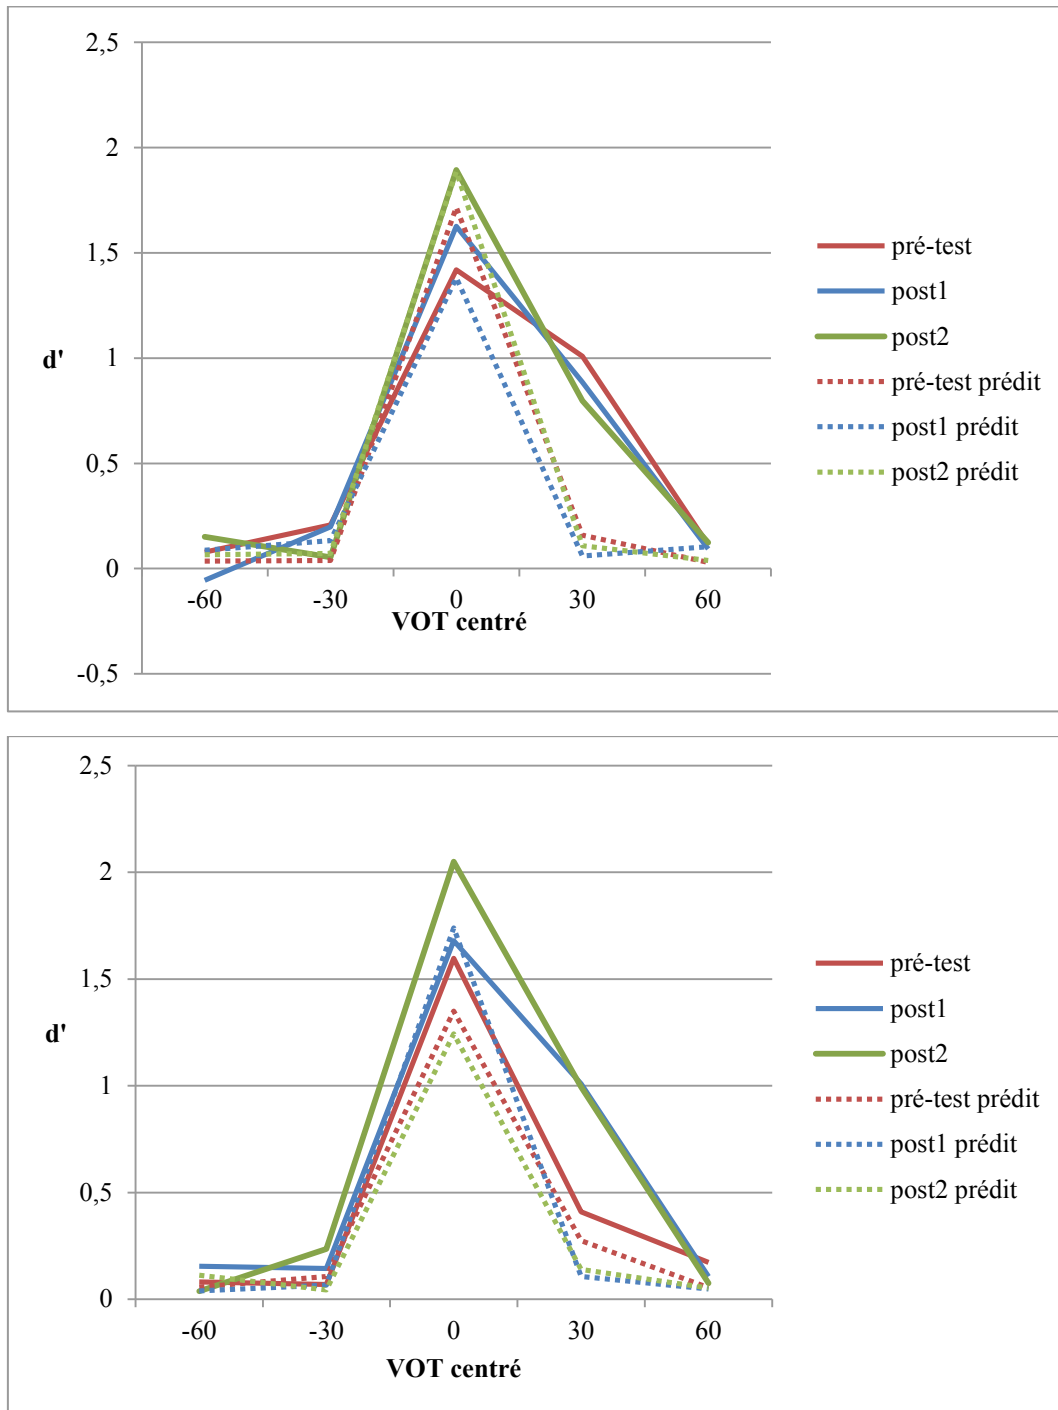 2,5
2
1,5
1
0,5
0
-0,5
d'
-60 -30 0 30 60
VOT centré
pré-test
post1
post2
pré-test prédit
post1 prédit
post2 prédit
2,5
2
1,5
1
0,5
0
d'
-60 -30 0 30 60
VOT centré
pré-test
post1
post2
pré-test prédit
post1 prédit
post2 prédit